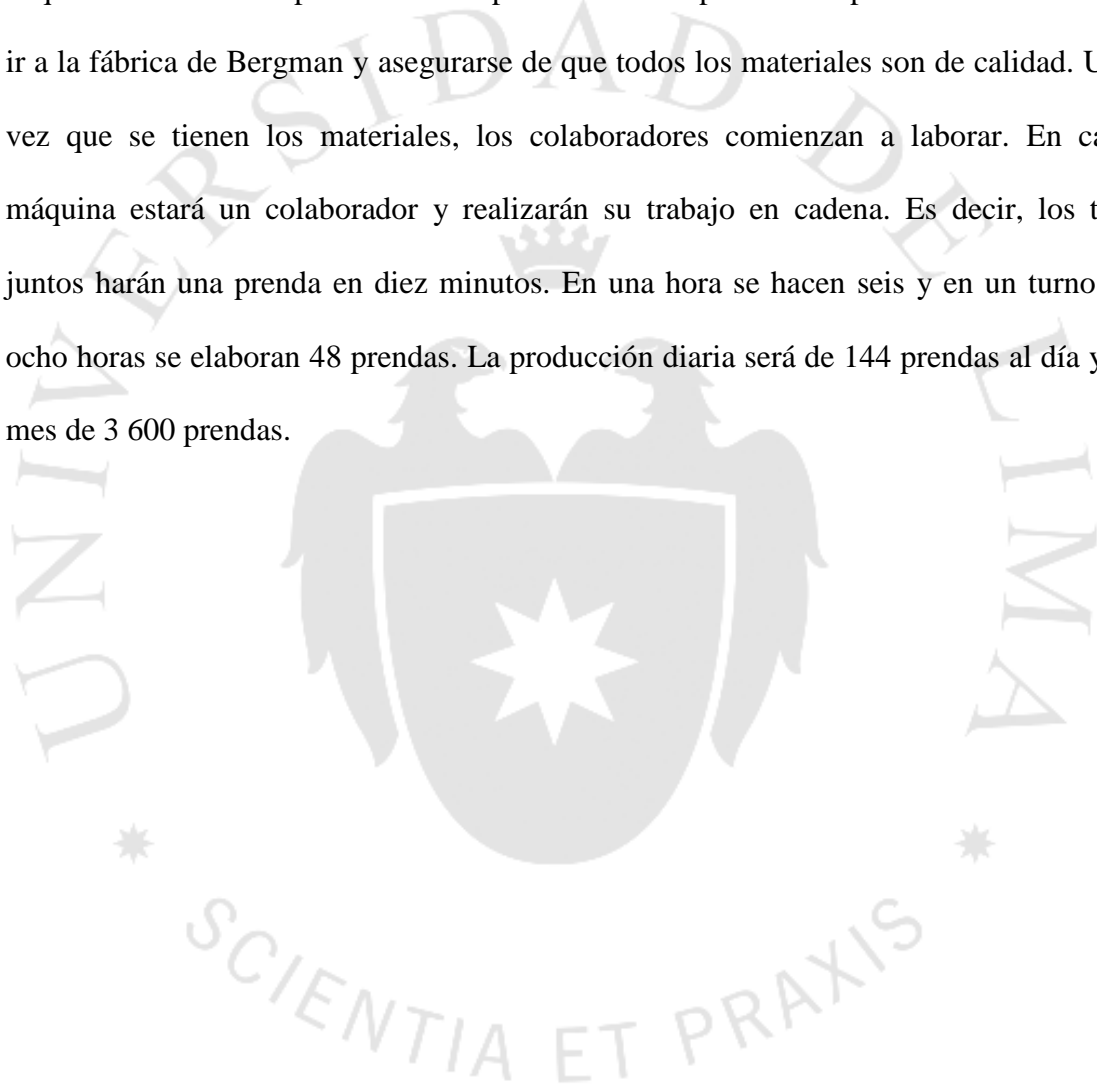 ir a la fábrica de Bergman y asegurarse de que todos los materiales son de calidad. U
vez que se tienen los materiales, los colaboradores comienzan a laborar. En ca
máquina estará un colaborador y realizarán su trabajo en cadena. Es decir, los t
juntos harán una prenda en diez minutos. En una hora se hacen seis y en un turno
ocho horas se elaboran 48 prendas. La producción diaria será de 144 prendas al día y
mes de 3 600 prendas.
UNIVERSIDAD DE LIMA
SCIENTIA ET PRAXIS